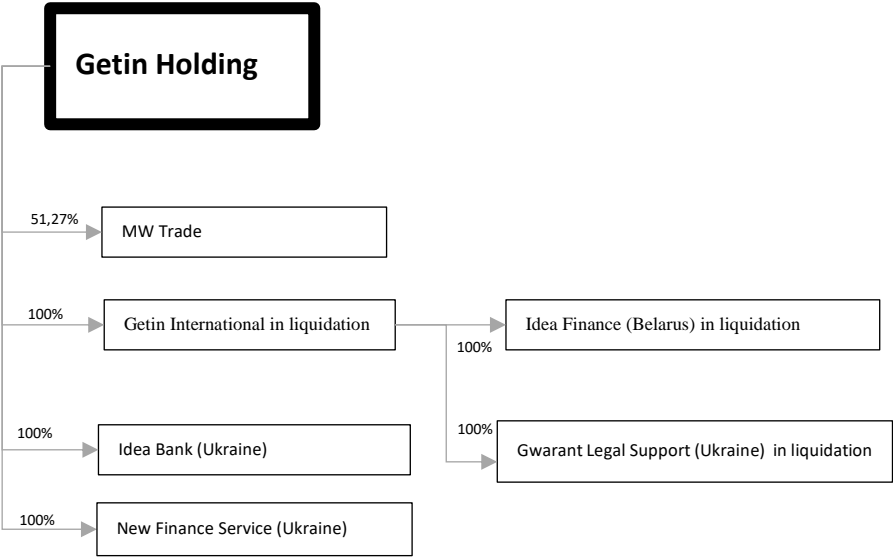 Getin Holding
51,27%
MW Trade
100%
Getin International in liquidation
100%
Idea Finance (Belarus) in liquidation
100%
Idea Bank (Ukraine)
100%
Gwarant Legal Support (Ukraine) in liquidation
100%
New Finance Service (Ukraine)